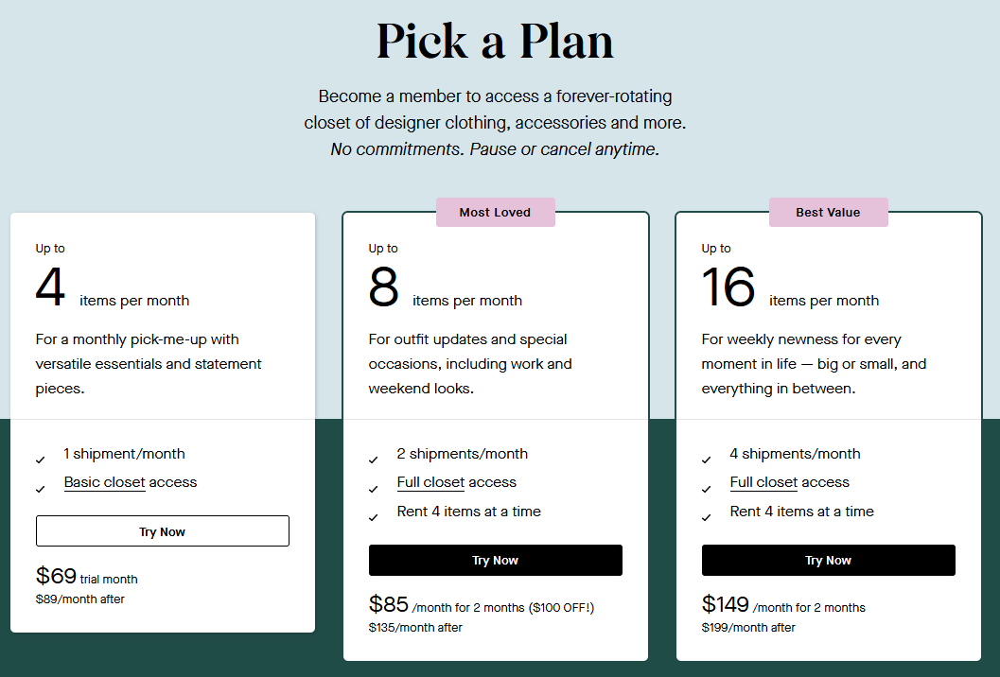 Pick a Plan
Become a member to access a forever-rotating
closet of designer clothing, accessories and more.
No commitments. Pause or cancel anytime.
Up to
4 items per month
For a monthly pick-me-up with
versatile essentials and statement
pieces.
1 shipment/month
Basic closet access
Try Now
$69 trial month
$89/month after
Most Loved
Up to
8 items per month
For outfit updates and special
occasions, including work and
weekend looks.
2 shipments/month
Full closet access
Rent 4 items at a time
Try Now
$85 /month for 2 months ($100 OFF!)
$135/month after
Best Value
Up to
16 items per month
For weekly newness for every
moment in life — big or small, and
everything in between.
4 shipments/month
Full closet access
Rent 4 items at a time
Try Now
$149 /month for 2 months
$199/month after